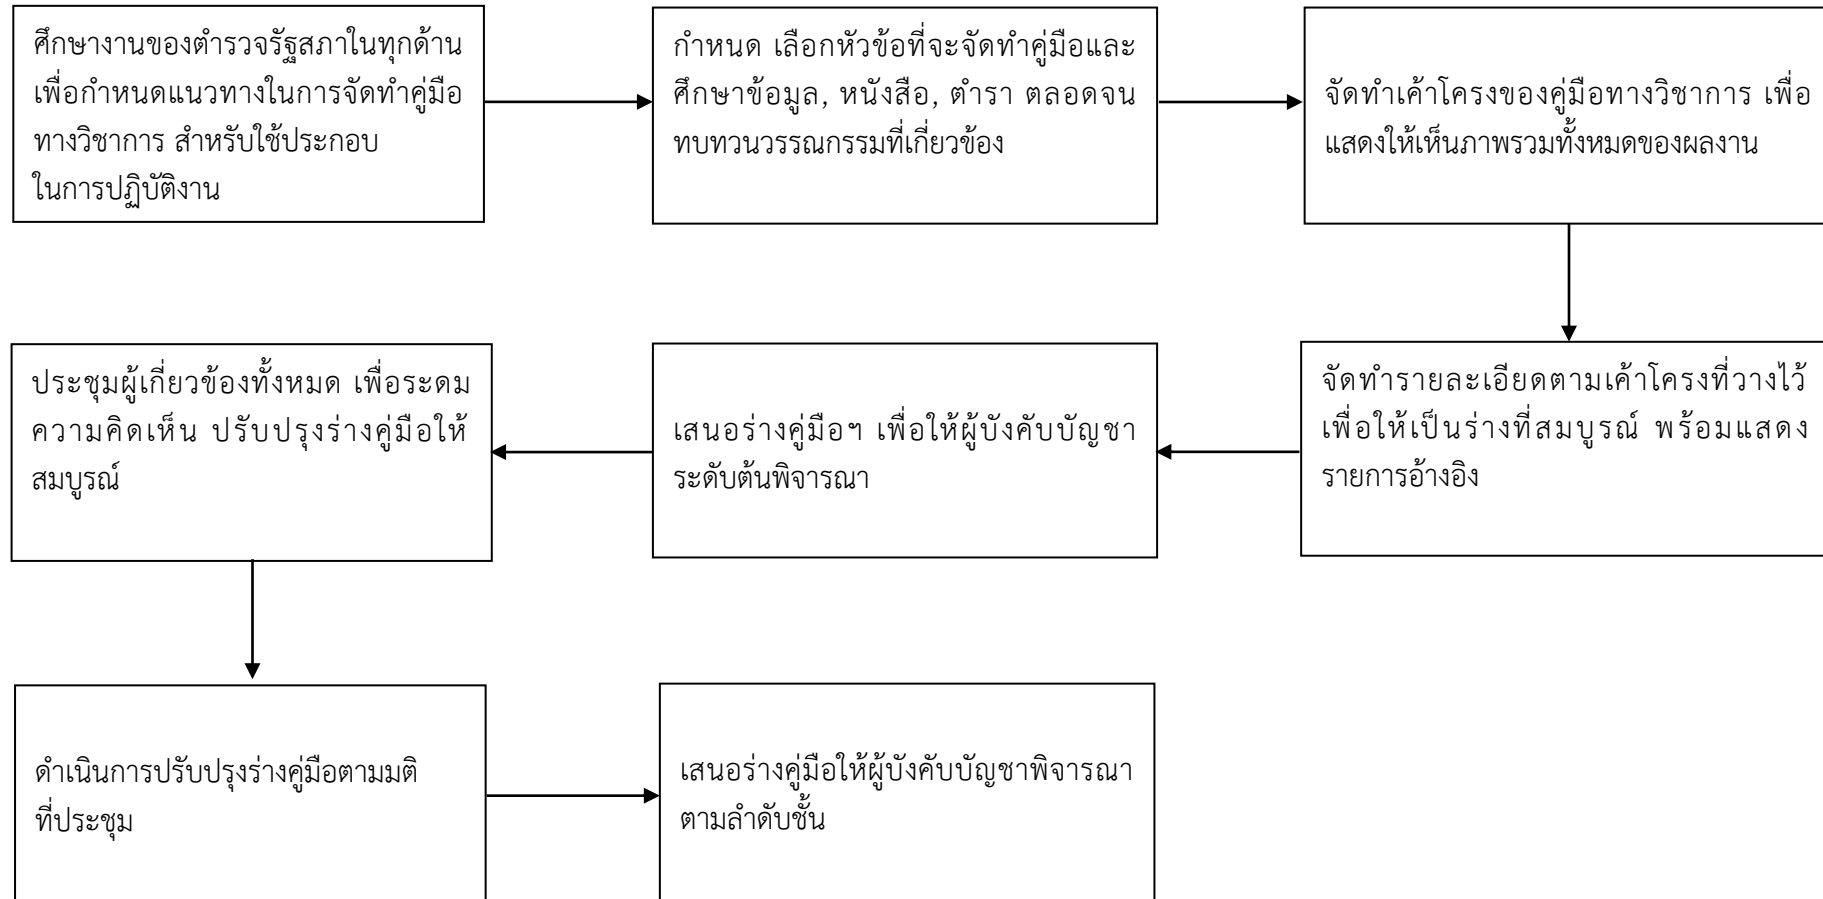 ศึกษางานของตำรวจรัฐสภาในทุกด้าน
เพื่อกำหนดแนวทางในการจัดทำคู่มือ
ทางวิชาการ สำหรับใช้ประกอบ
ในการปฏิบัติงาน
กำหนด เลือกหัวข้อที่จะจัดทำคู่มือและ
ศึกษาข้อมูล, หนังสือ, ตำรา ตลอดจน
ทบทวนวรรณกรรมที่เกี่ยวข้อง
จัดทำเค้าโครงของคู่มือทางวิชาการ เพื่อ
แสดงให้เห็นภาพรวมทั้งหมดของผลงาน
จัดทำรายละเอียดตามเค้าโครงที่วางไว้
เพื่อให้เป็นร่างที่สมบูรณ์ พร้อมแสดง
รายการอ้างอิง
เสนอร่างคู่มือฯ เพื่อให้ผู้บังคับบัญชา
ระดับต้นพิจารณา
ประชุมผู้เกี่ยวข้องทั้งหมด เพื่อระดม
ความคิดเห็น ปรับปรุงร่างคู่มือให้
สมบูรณ์
ดำเนินการปรับปรุงร่างคู่มือตามมติ
ที่ประชุม
เสนอร่างคู่มือให้ผู้บังคับบัญชาพิจารณา
ตามลำดับชั้น